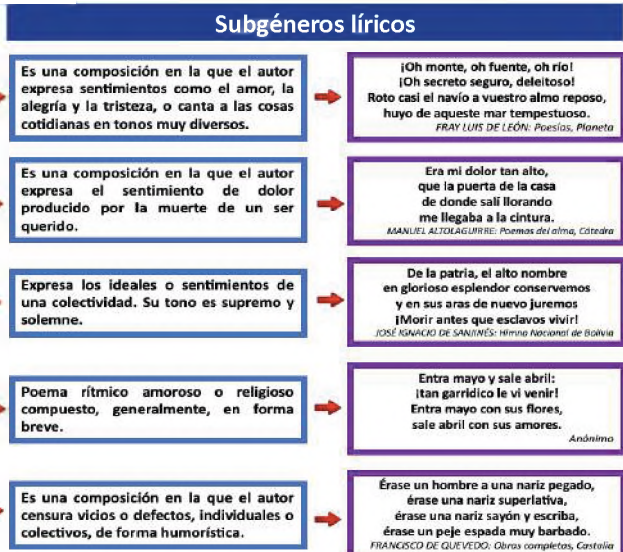 Subgéneros líricos
Es una composición en la que el autor
expresa sentimientos como el amor, la
alegría y la tristeza, o canta a las cosas
cotidianas en tonos muy diversos.
¡Oh monte, oh fuente, oh río!
¡Oh secreto seguro, deleitoso!
Roto casi el navío a vuestro almo reposo,
huyo de aqueste mar tempestuoso.
FRAY LUIS DE LEÓN: Poesías, Planeta
Es una composición en la que el autor
expresa el sentimiento de dolor
producido por la muerte de un ser
querido.
Era mi dolor tan alto,
que la puerta de la casa
de donde salí llorando
me llegaba a la cintura.
MANUEL ALTOLAGUIRRE: Poemas del alma, Cátedra
Expresa los ideales o sentimientos de
una colectividad. Su tono es supremo y
solemne.
De la patria, el alto nombre
en glorioso esplendor conservemos
y en sus aras de nuevo juremos
¡Morir antes que esclavos vivir!
JOSÉ IGNACIO DE SANJINÉS: Himno Nacional de Bolivia
Poema rítmico amoroso o religioso
compuesto, generalmente, en forma
breve.
Entra mayo y sale abril:
¡tan garridico le vi venir!
Entra mayo con sus flores,
sale abril con sus amores.
Anónimo
Es una composición en la que el autor
censura vicios o defectos, individuales o
colectivos, de forma humorística.
Érase un hombre a una nariz pegado,
érase una nariz superlativa,
érase una nariz sayón y escriba,
érase un peje espada muy barbado.
FRANCISCO DE QUEVEDO: Obras completas, Castalia